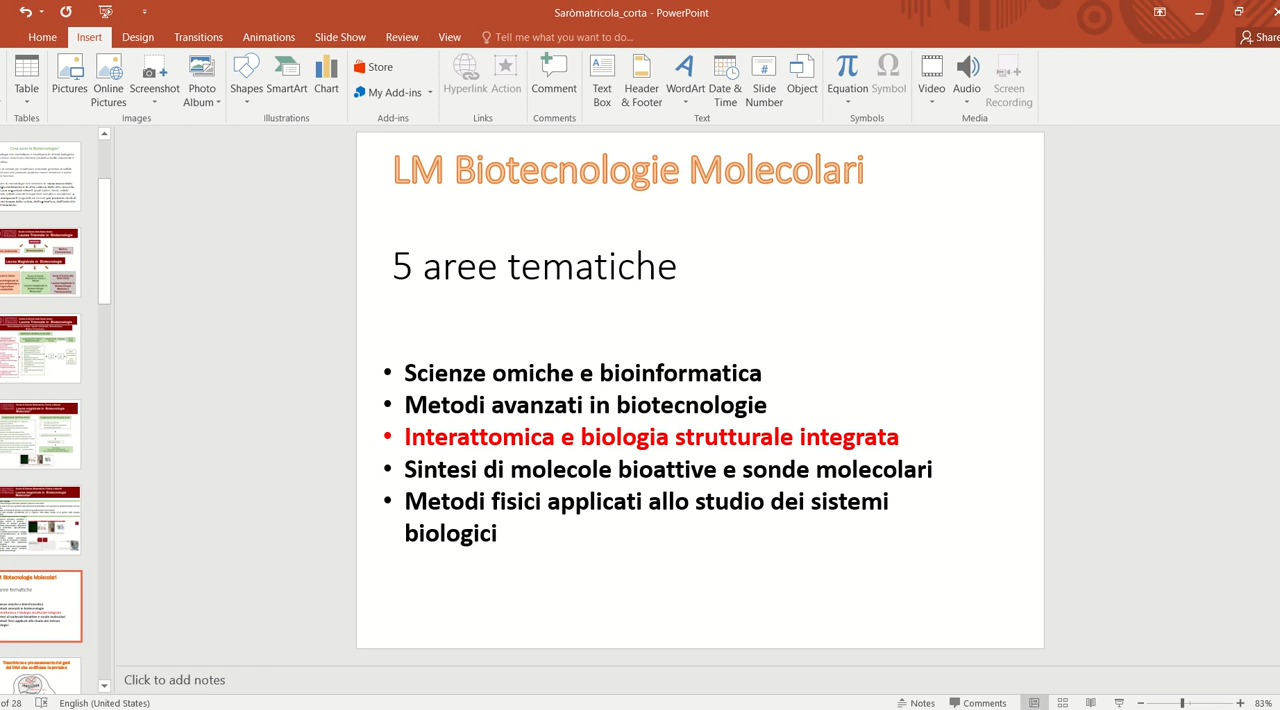 Saròmatricola_corta - PowerPoint
Home Insert Design Transitions Animations Slide Show Review View Tell me what you want to do... Share
Table Pictures Online Pictures Screenshot Photo Album Shapes SmartArt Chart Store My Add-ins Hyperlink Action Comment Text Box Header & Footer WordArt Date & Time Slide Number Object Equation Symbol Video Audio Screen Recording
Tables Images Illustrations Add-ins Links Comments Text Symbols Media
LM Biotecnologie Molecolari
5 aree tematiche
• Scienze omiche e bioinformatica
• Metodi avanzati in biotecnologie
• Interattomica e biologia strutturale integrata
• Sintesi di molecole bioattive e sonde molecolari
• Metodi fisici applicati allo studio dei sistemi
biologici
Click to add notes
of 28 English (United States) Notes Comments 83%